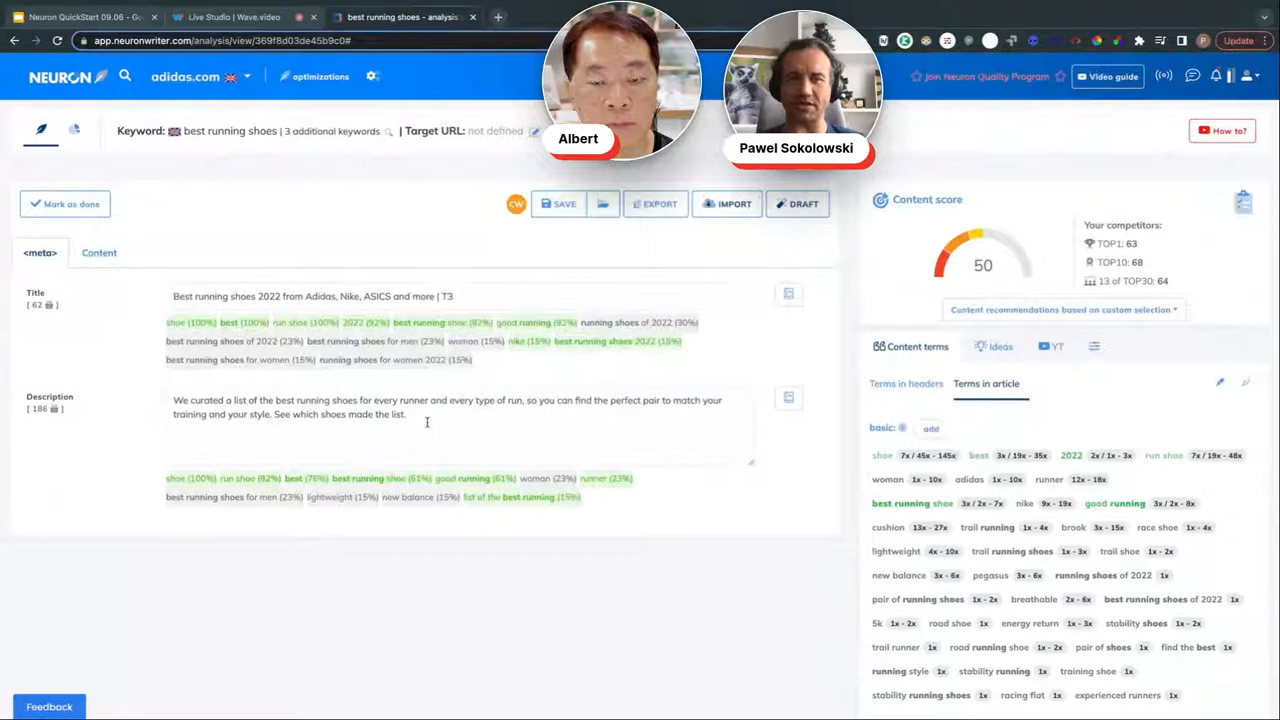 Neuron QuickStart 09.06 - G
Live Studio | Wave.video
best running shoes - analysis
app.neuronwriter.com/analysis/view/369f8d03de45b9c0#
Update
NEURON
adidas.com
optimizations
Join Neuron Quality Program
Video guide
Keyword: best running shoes | 3 additional keywords | Target URL: not defined
How to?
Albert
Pawel Sokolowski
Mark as done
CW
SAVE
EXPORT
IMPORT
DRAFT
<meta>
Content
Title
[ 62 ]
Best running shoes 2022 from Adidas, Nike, ASICS and more | T3
shoe (100%) best (100%) run shoe (100%) 2022 (92%) best running shoe (92%) good running (92%) running shoes of 2022 (30%)
best running shoes of 2022 (23%) best running shoes for men (23%) woman (15%) nike (15%) best running shoes 2022 (15%)
best running shoes for women (15%) running shoes for women 2022 (15%)
Description
[ 186 ]
We curated a list of the best running shoes for every runner and every type of run, so you can find the perfect pair to match your
training and your style. See which shoes made the list.
shoe (100%) run shoe (92%) best (76%) best running shoe (61%) good running (61%) woman (23%) runner (23%)
best running shoes for men (23%) lightweight (15%) new balance (15%) list of the best running (15%)
Content score
50
Your competitors:
TOP1: 63
TOP10: 68
13 of TOP30: 64
Content recommendations based on custom selection
Content terms
Ideas
YT
Terms in headers
Terms in article
basic:
add
shoe 7x / 45x - 145x best 3x / 19x - 35x 2022 2x / 1x - 3x run shoe 7x / 19x - 48x
woman 1x - 10x adidas 1x - 10x runner 12x - 18x
best running shoe 3x / 2x - 7x nike 9x - 19x good running 3x / 2x - 8x
cushion 13x - 27x trail running 1x - 4x brook 3x - 15x race shoe 1x - 4x
lightweight 4x - 10x trail running shoes 1x - 3x trail shoe 1x - 2x
new balance 3x - 6x pegasus 3x - 6x running shoes of 2022 1x
pair of running shoes 1x - 2x breathable 2x - 6x best running shoes of 2022 1x
5k 1x - 2x road shoe 1x energy return 1x - 3x stability shoes 1x - 2x
trail runner 1x road running shoe 1x - 2x pair of shoes 1x find the best 1x
running style 1x stability running 1x training shoe 1x
stability running shoes 1x racing flat 1x experienced runners 1x
Feedback